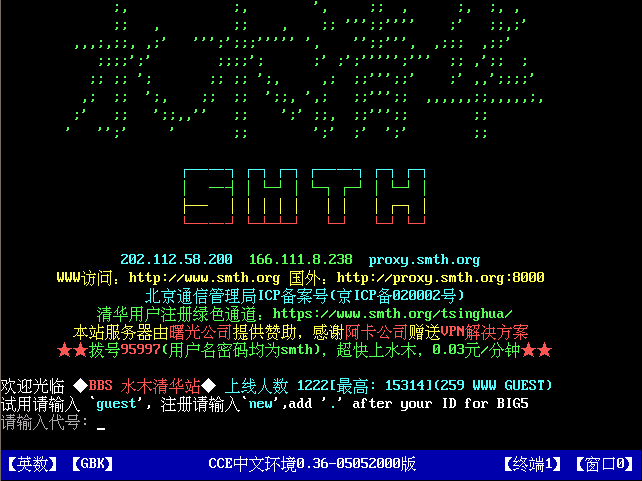 水木清华
SMTH
202.112.58.200 166.111.8.238 proxy.smth.org
WWW访问: http://www.smth.org 国外: http://proxy.smth.org:8000
北京通信管理局ICP备案号(京ICP备020002号)
清华用户注册绿色通道: https://smth.org/tsinghua/
本站服务器由曙光公司提供赞助, 感谢阿卡公司赠送VPN解决方案
★★拨号95997(用户名密码均为smth), 超快上水木, 0.03元/分钟★★
欢迎光临 ◆BBS 水木清华站◆ 上线人数 1222[最高: 15314](259 WWW GUEST)
试用请输入 `guest', 注册请输入`new',add '.' after your ID for BIG5
请输入代号: _
【英数】【GBK】 CCE中文环境0.36-05052000版 【终端1】【窗口0】